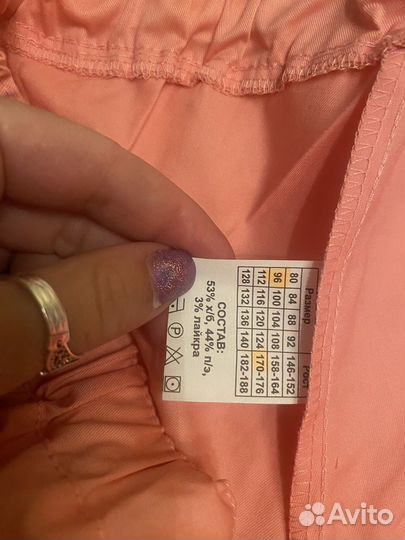 Размер Рост
80 84 88 92 146-152
96 100 104 108 158-164
112 116 120 124 170-176
128 132 136 140 182-188
СОСТАВ:
53% х/б, 44% п/э,
3% лайкра
P
Avito